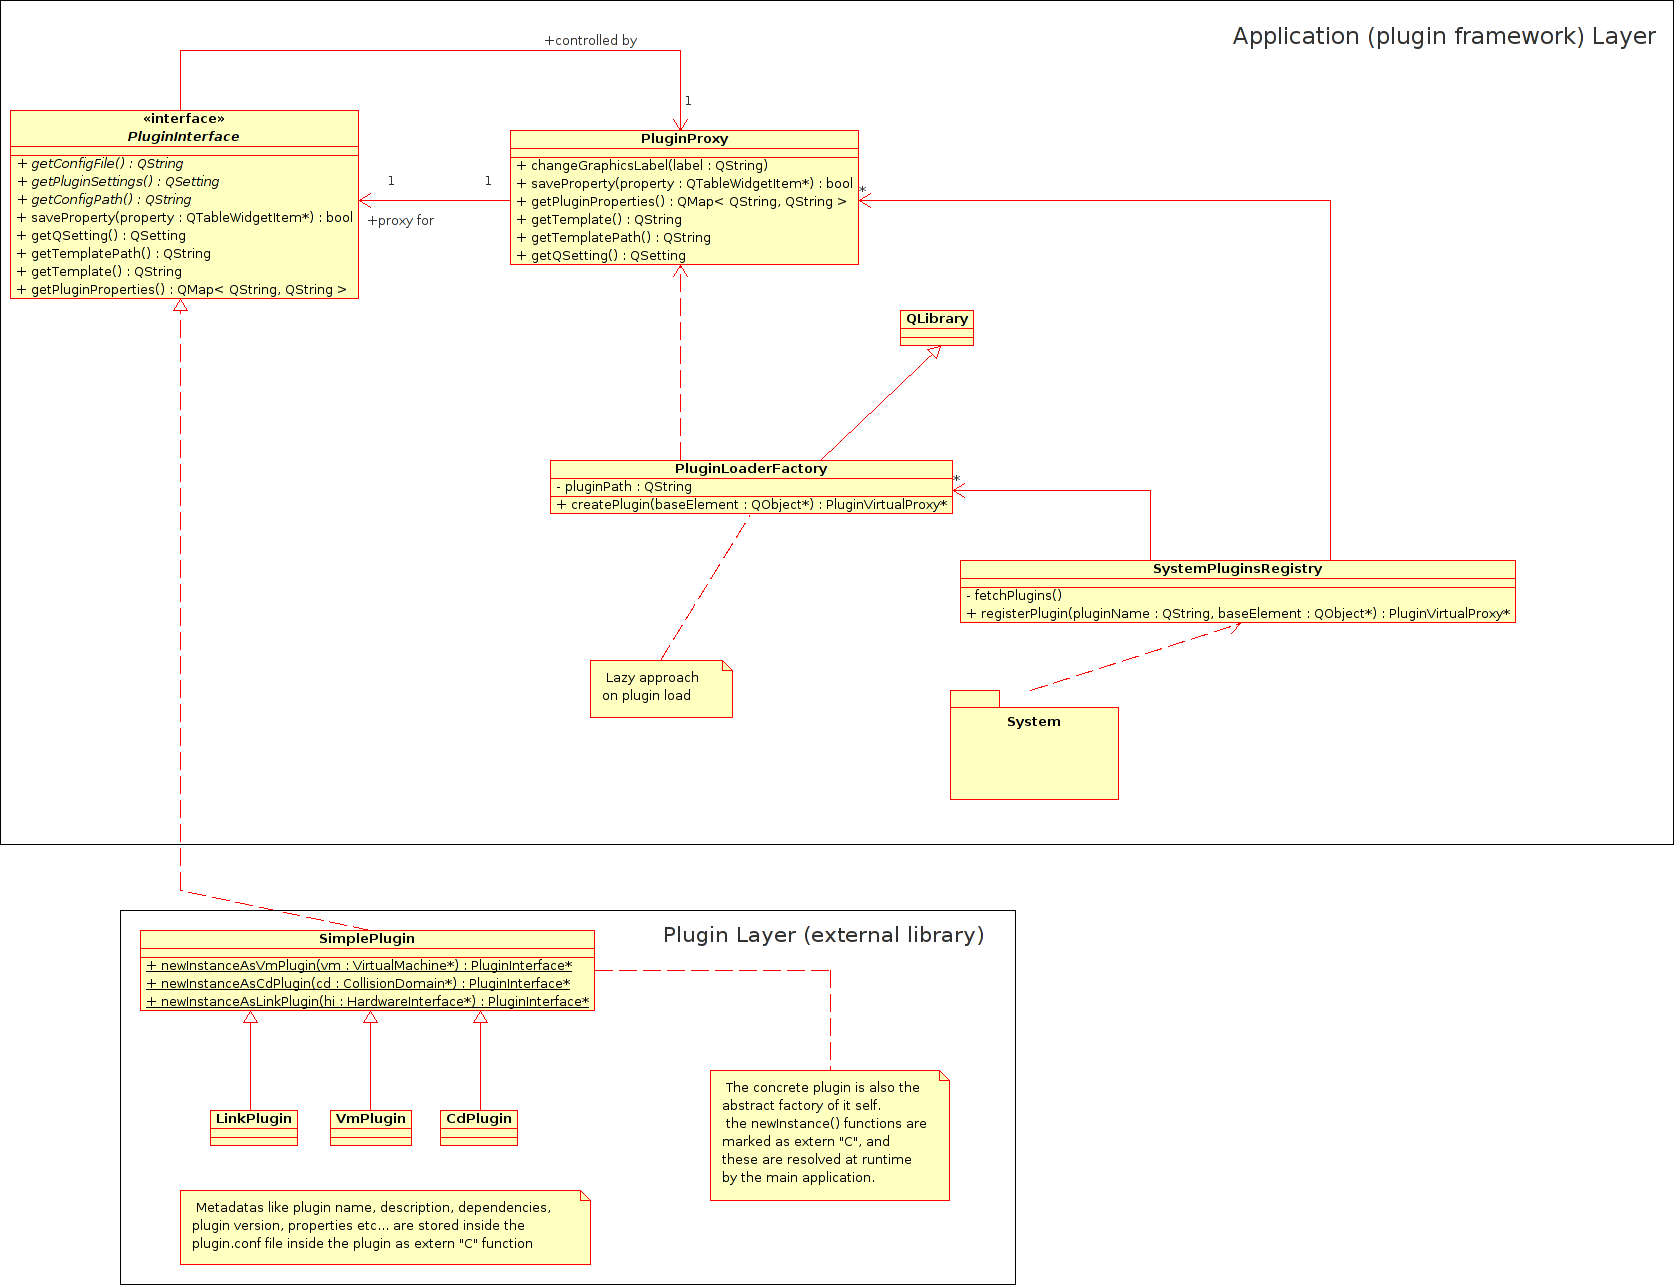 Application (plugin framework) Layer
+controlled by
1
«interface»
PluginInterface
+ getConfigFile() : QString
+ getPluginSettings() : QSetting
+ getConfigPath() : QString
+ saveProperty(property : QTableWidgetItem*) : bool
+ getQSetting() : QSetting
+ getTemplatePath() : QString
+ getTemplate() : QString
+ getPluginProperties() : QMap< QString, QString >
1
1
+proxy for
PluginProxy
+ changeGraphicsLabel(label : QString)
+ saveProperty(property : QTableWidgetItem*) : bool
+ getPluginProperties() : QMap< QString, QString >
+ getTemplate() : QString
+ getTemplatePath() : QString
+ getQSetting() : QSetting
*
QLibrary
PluginLoaderFactory
- pluginPath : QString
+ createPlugin(baseElement : QObject*) : PluginVirtualProxy*
*
SystemPluginsRegistry
- fetchPlugins()
+ registerPlugin(pluginName : QString, baseElement : QObject*) : PluginVirtualProxy*
Lazy approach
on plugin load
System
Plugin Layer (external library)
SimplePlugin
+ newInstanceAsVmPlugin(vm : VirtualMachine*) : PluginInterface*
+ newInstanceAsCdPlugin(cd : CollisionDomain*) : PluginInterface*
+ newInstanceAsLinkPlugin(hi : HardwareInterface*) : PluginInterface*
LinkPlugin
VmPlugin
CdPlugin
The concrete plugin is also the
abstract factory of it self.
the newInstance() functions are
marked as extern "C", and
these are resolved at runtime
by the main application.
Metadatas like plugin name, description, dependencies,
plugin version, properties etc... are stored inside the
plugin.conf file inside the plugin as extern "C" function